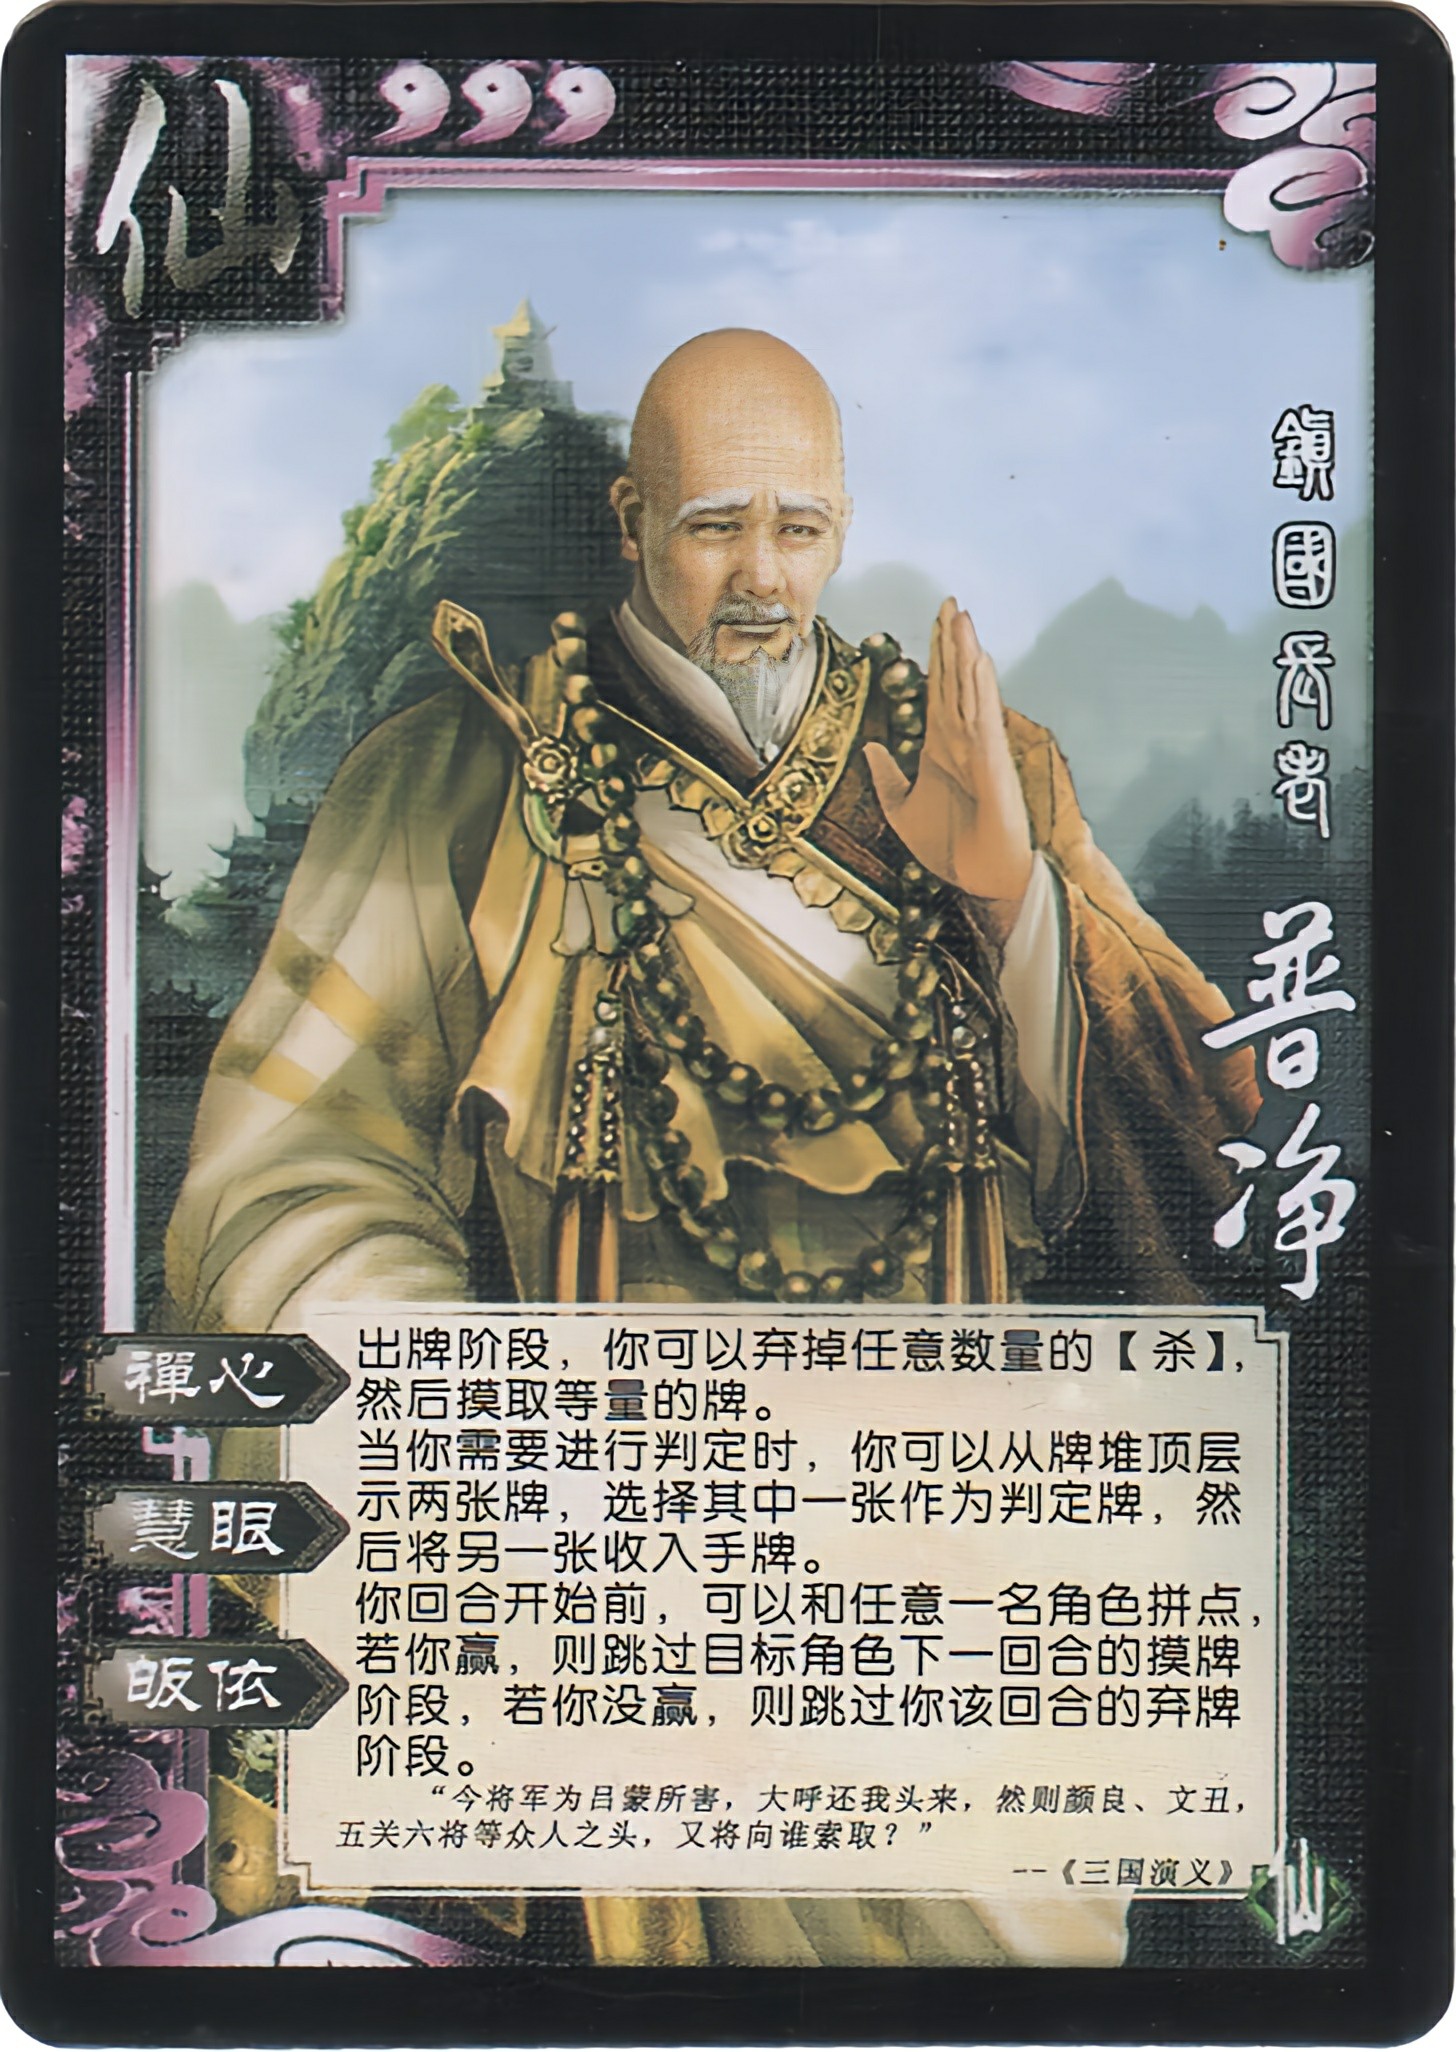 仙
鎮國長老
普净
禪心
出牌阶段，你可以弃掉任意数量的【杀】，
然后摸取等量的牌。
慧眼
当你需要进行判定时，你可以从牌堆顶层
示两张牌，选择其中一张作为判定牌，然
后将另一张收入手牌。
皈依
你回合开始前，可以和任意一名角色拼点，
若你赢，则跳过目标角色下一回合的摸牌
阶段，若你没赢，则跳过你该回合的弃牌
阶段。
“今将军为吕蒙所害，大呼还我头来，然则颜良、文丑，
五关六将等众人之头，又将向谁索取？”
--《三国演义》
仙